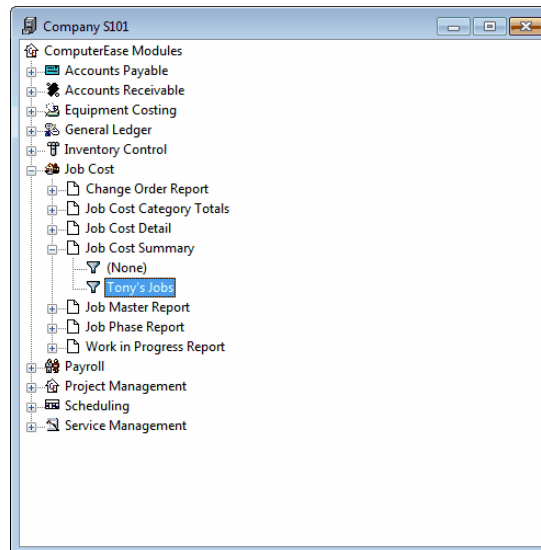 Company S101
ComputerEase Modules
Accounts Payable
Accounts Receivable
Equipment Costing
General Ledger
Inventory Control
Job Cost
Change Order Report
Job Cost Category Totals
Job Cost Detail
Job Cost Summary
(None)
Tony's Jobs
Job Master Report
Job Phase Report
Work in Progress Report
Payroll
Project Management
Scheduling
Service Management